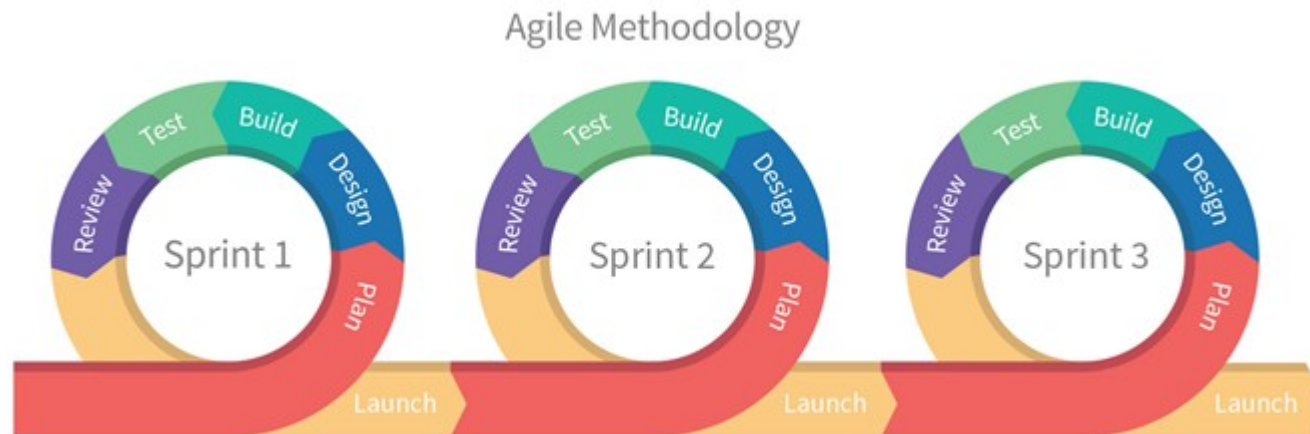 Agile Methodology
Test
Build
Review
Design
Sprint 1
Plan
Launch
Test
Build
Review
Design
Sprint 2
Plan
Launch
Test
Build
Review
Design
Sprint 3
Plan
Launch